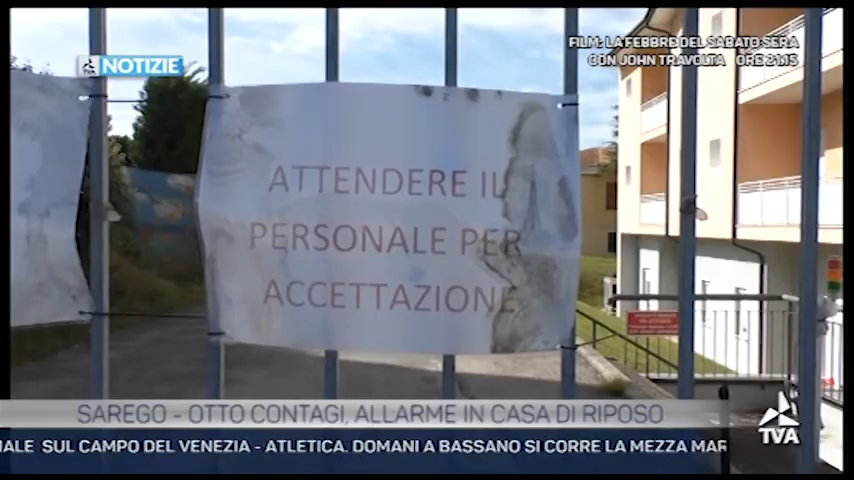 FILM: LA FEBBRE DEL SABATO SERA
CON JOHN TRAVOLTA ORE 21.15
TVA NOTIZIE
ATTENDERE IL
PERSONALE PER
ACCETTAZIONE
SAREGO - OTTO CONTAGI, ALLARME IN CASA DI RIPOSO
TVA
IALE SUL CAMPO DEL VENEZIA - ATLETICA. DOMANI A BASSANO SI CORRE LA MEZZA MAR